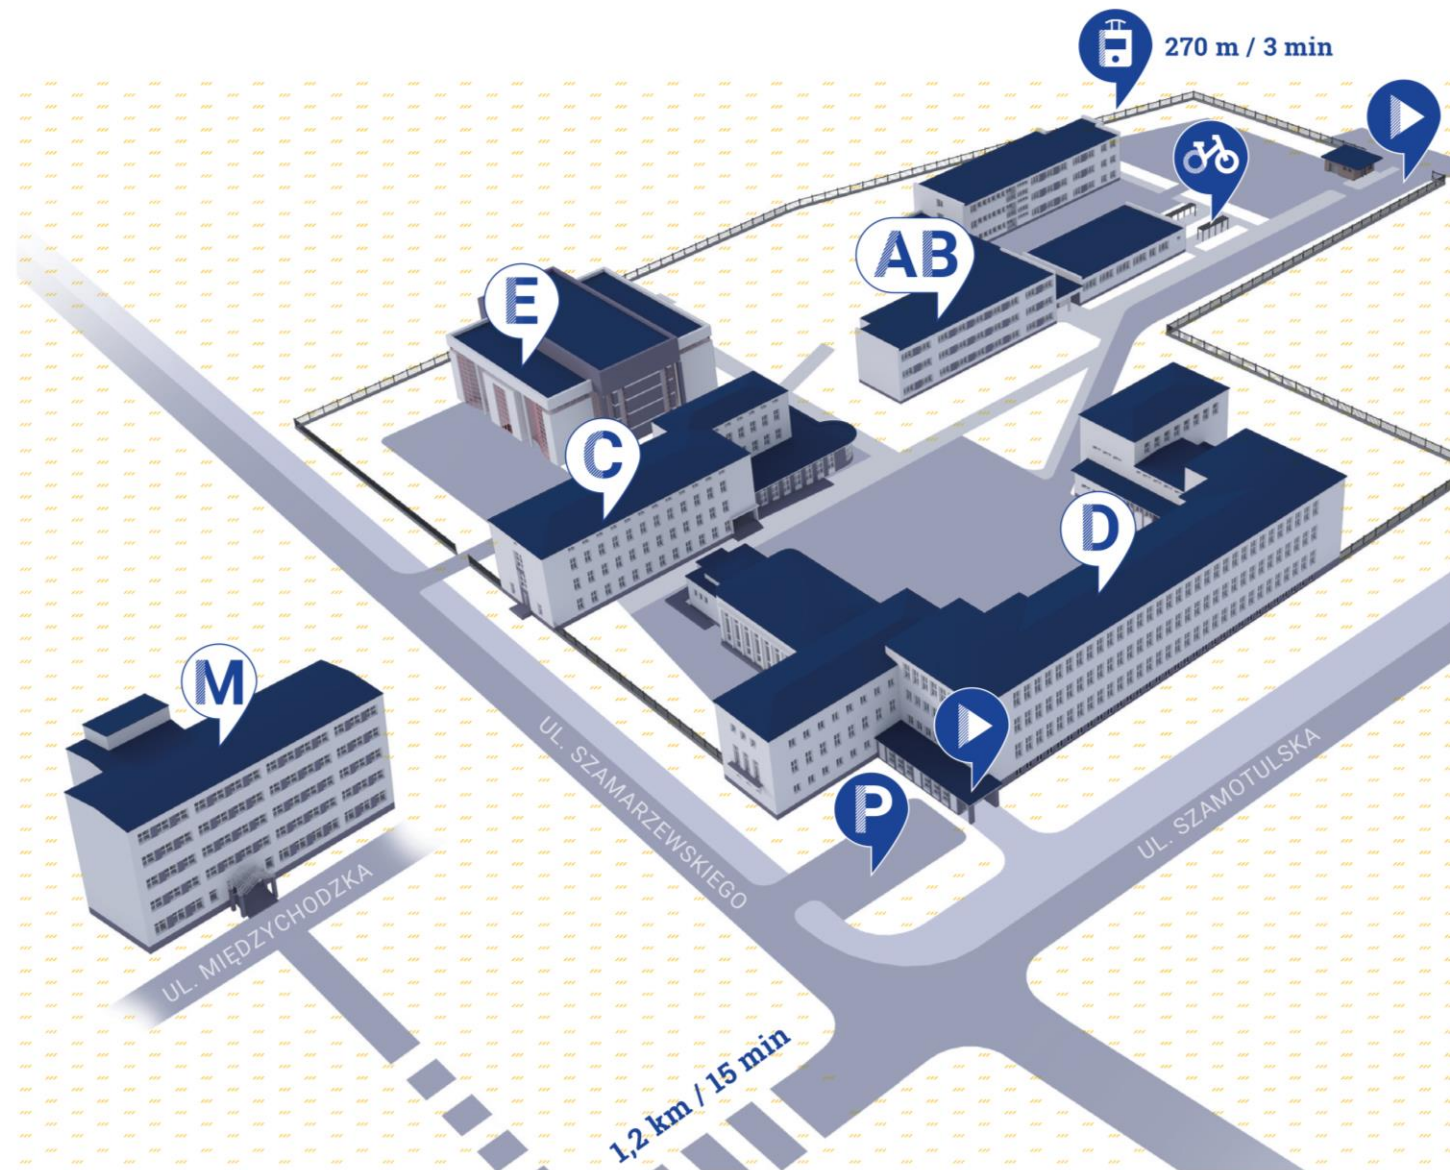 270 m / 3 min
AB
E
C
D
M
UL. SZAMARZEWSKIEGO
UL. SZAMOTULSKA
P
UL. MIĘDZYCHODZKA
1,2 km / 15 min